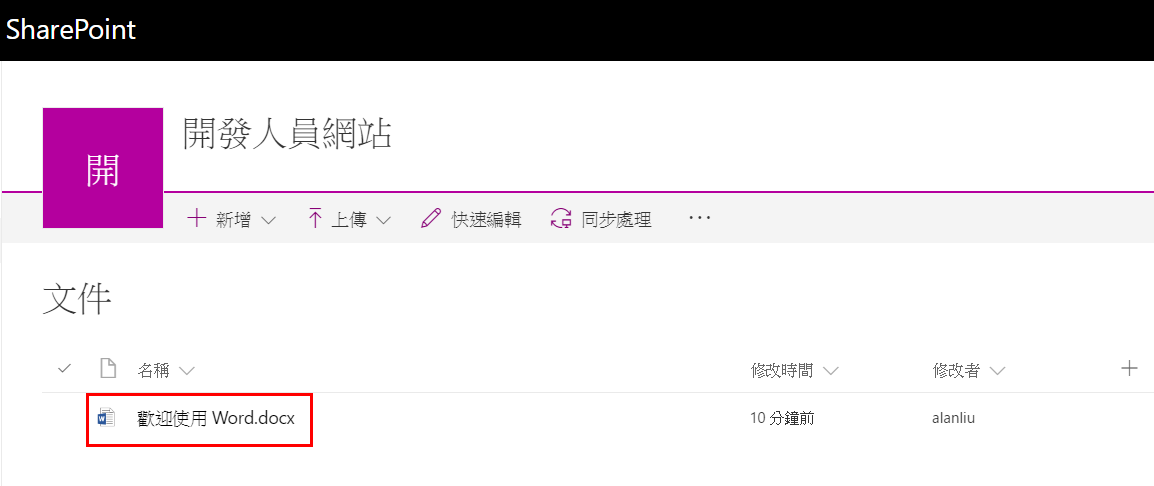 SharePoint
開
開發人員網站
新增 上傳 快速編輯 同步處理 ···
文件
名稱 修改時間 修改者
歡迎使用 Word.docx 10 分鐘前 alanliu